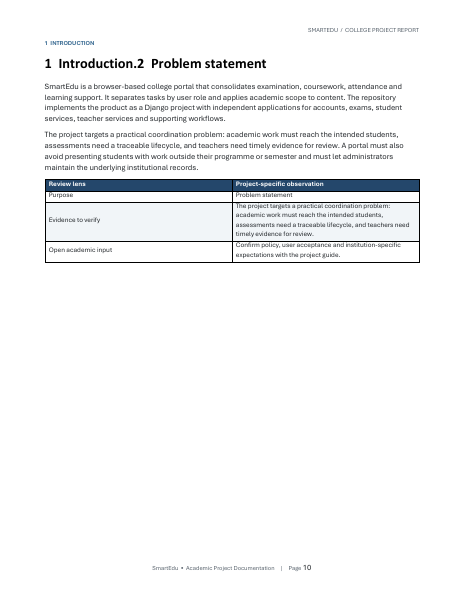 SMARTEDU / COLLEGE PROJECT REPORT
1 INTRODUCTION
1 Introduction.2 Problem statement
SmartEdu is a browser-based college portal that consolidates examination, coursework, attendance and
learning support. It separates tasks by user role and applies academic scope to content. The repository
implements the product as a Django project with independent applications for accounts, exams, student
services, teacher services and supporting workflows.
The project targets a practical coordination problem: academic work must reach the intended students,
assessments need a traceable lifecycle, and teachers need timely evidence for review. A portal must also
avoid presenting students with work outside their programme or semester and must let administrators
maintain the underlying institutional records.
Review lens Project-specific observation
Purpose Problem statement
Evidence to verify
The project targets a practical coordination problem:
academic work must reach the intended students,
assessments need a traceable lifecycle, and teachers need
timely evidence for review.
Open academic input
Confirm policy, user acceptance and institution-specific
expectations with the project guide.
SmartEdu • Academic Project Documentation | Page 10